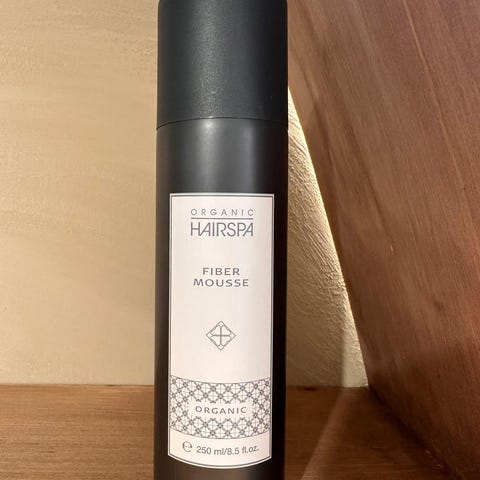 ORGANIC
HAIRSPA
FIBER
MOUSSE
ORGANIC
℮ 250 ml/8.5 fl.oz.